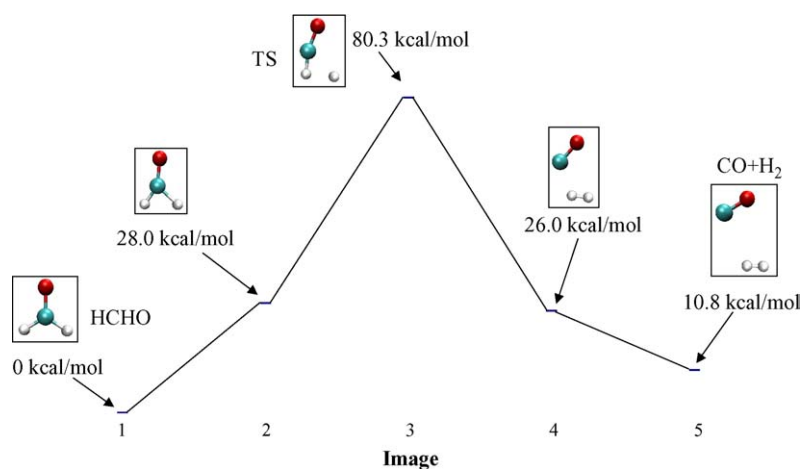 TS
80.3 kcal/mol
28.0 kcal/mol
26.0 kcal/mol
CO+H₂
HCHO
10.8 kcal/mol
0 kcal/mol
1 2 3 4 5
Image